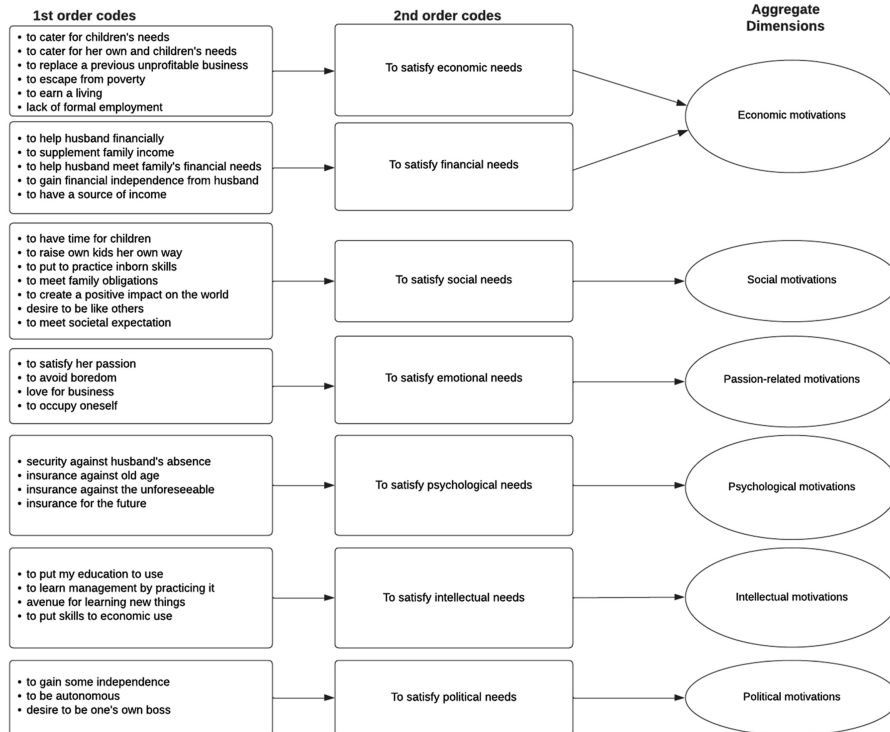 1st order codes
2nd order codes
Aggregate
Dimensions
• to cater for children's needs
• to cater for her own and children's needs
• to replace a previous unprofitable business
• to escape from poverty
• to earn a living
• lack of formal employment
To satisfy economic needs
Economic motivations
• to help husband financially
• to supplement family income
• to help husband meet family's financial needs
• to gain financial independence from husband
• to have a source of income
To satisfy financial needs
• to have time for children
• to raise own kids her own way
• to put to practice inborn skills
• to meet family obligations
• to create a positive impact on the world
• desire to be like others
• to meet societal expectation
To satisfy social needs
Social motivations
• to satisfy her passion
• to avoid boredom
• love for business
• to occupy oneself
To satisfy emotional needs
Passion-related motivations
• security against husband's absence
• insurance against old age
• insurance against the unforeseeable
• insurance for the future
To satisfy psychological needs
Psychological motivations
• to put my education to use
• to learn management by practicing it
• avenue for learning new things
• to put skills to economic use
To satisfy intellectual needs
Intellectual motivations
• to gain some independence
• to be autonomous
• desire to be one's own boss
To satisfy political needs
Political motivations